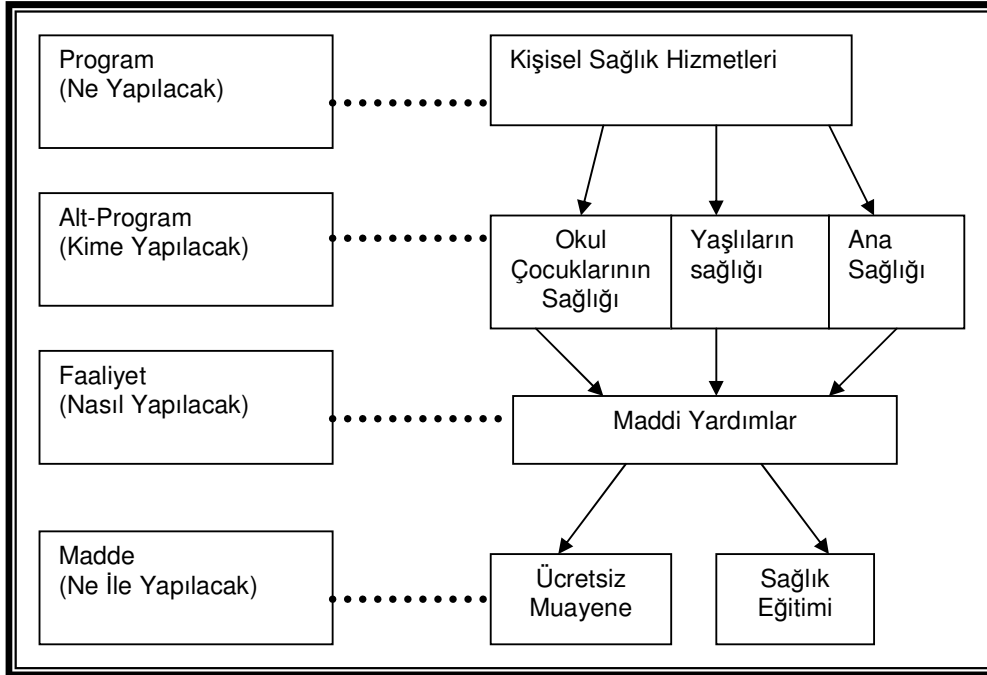 Program
(Ne Yapılacak)
Kişisel Sağlık Hizmetleri
Alt-Program
(Kime Yapılacak)
Okul
Çocuklarının
Sağlığı
Yaşlıların
sağlığı
Ana
Sağlığı
Faaliyet
(Nasıl Yapılacak)
Maddi Yardımlar
Madde
(Ne İle Yapılacak)
Ücretsiz
Muayene
Sağlık
Eğitimi